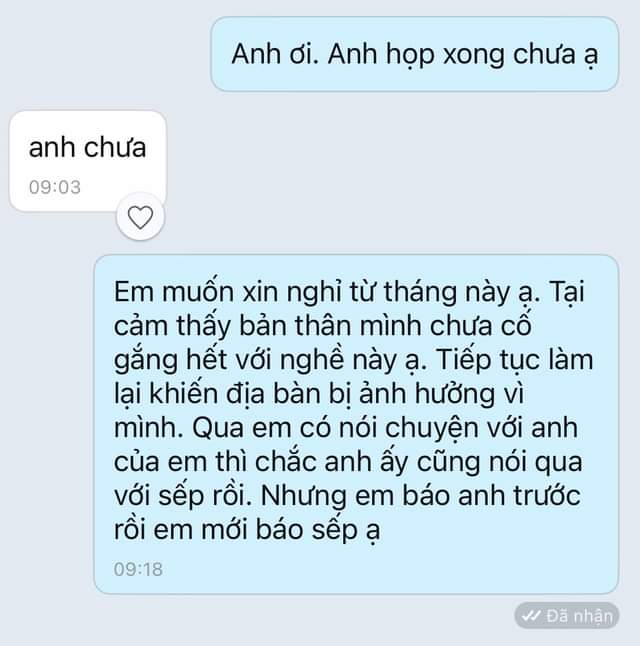 Anh ơi. Anh họp xong chưa ạ
anh chưa
09:03
Em muốn xin nghỉ từ tháng này ạ. Tại
cảm thấy bản thân mình chưa cố
gắng hết với nghề này ạ. Tiếp tục làm
lại khiến địa bàn bị ảnh hưởng vì
mình. Qua em có nói chuyện với anh
của em thì chắc anh ấy cũng nói qua
với sếp rồi. Nhưng em báo anh trước
rồi em mới báo sếp ạ
09:18
Đã nhận